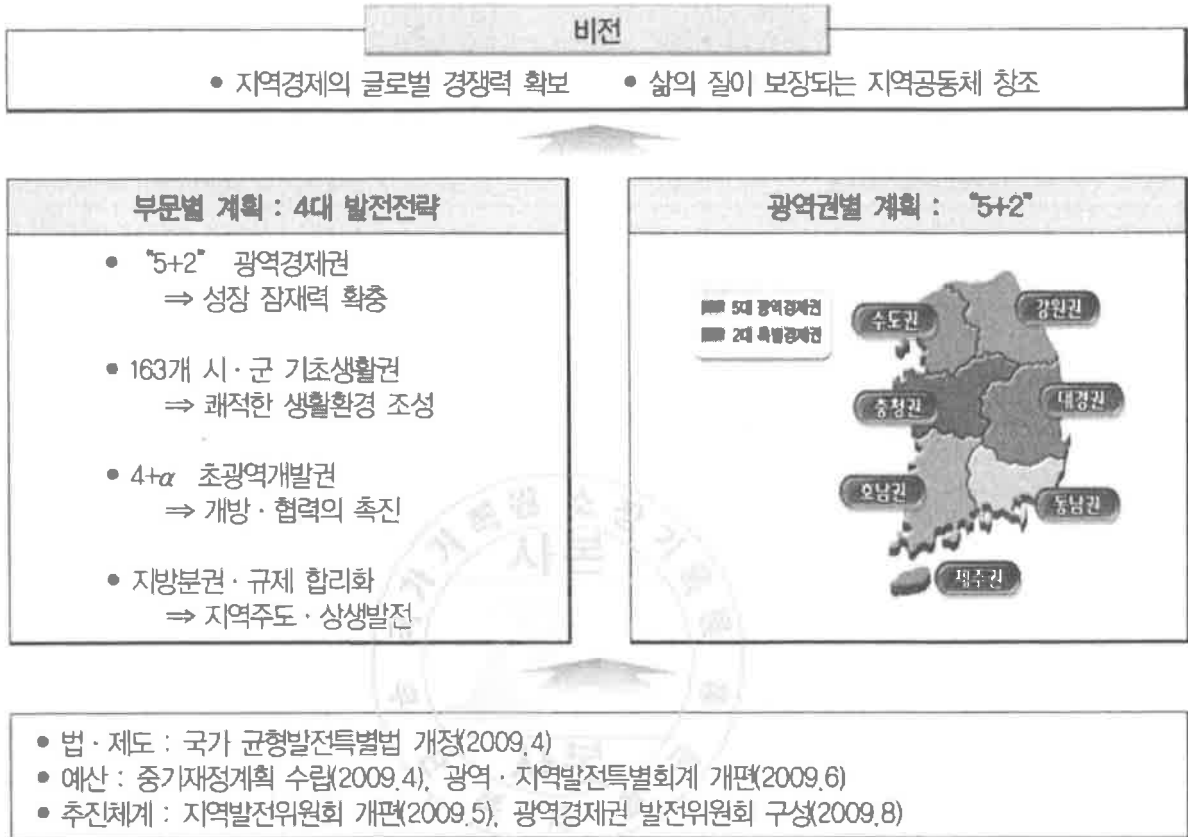 비전
• 지역경제의 글로벌 경쟁력 확보 • 삶의 질이 보장되는 지역공동체 창조
부문별 계획 : 4대 발전전략
• "5+2" 광역경제권
⇒ 성장 잠재력 확충
• 163개 시·군 기초생활권
⇒ 쾌적한 생활환경 조성
• 4+α 초광역개발권
⇒ 개방·협력의 촉진
• 지방분권·규제 합리화
⇒ 지역주도·상생발전
광역권별 계획 : "5+2"
5대 광역경제권
2대 특별경제권
수도권
강원권
충청권
대경권
호남권
동남권
제주권
• 법·제도 : 국가 균형발전특별법 개정(2009.4)
• 예산 : 중기재정계획 수립(2009.4), 광역·지역발전특별회계 개편(2009.6)
• 추진체계 : 지역발전위원회 개편(2009.5), 광역경제권 발전위원회 구성(2009.8)